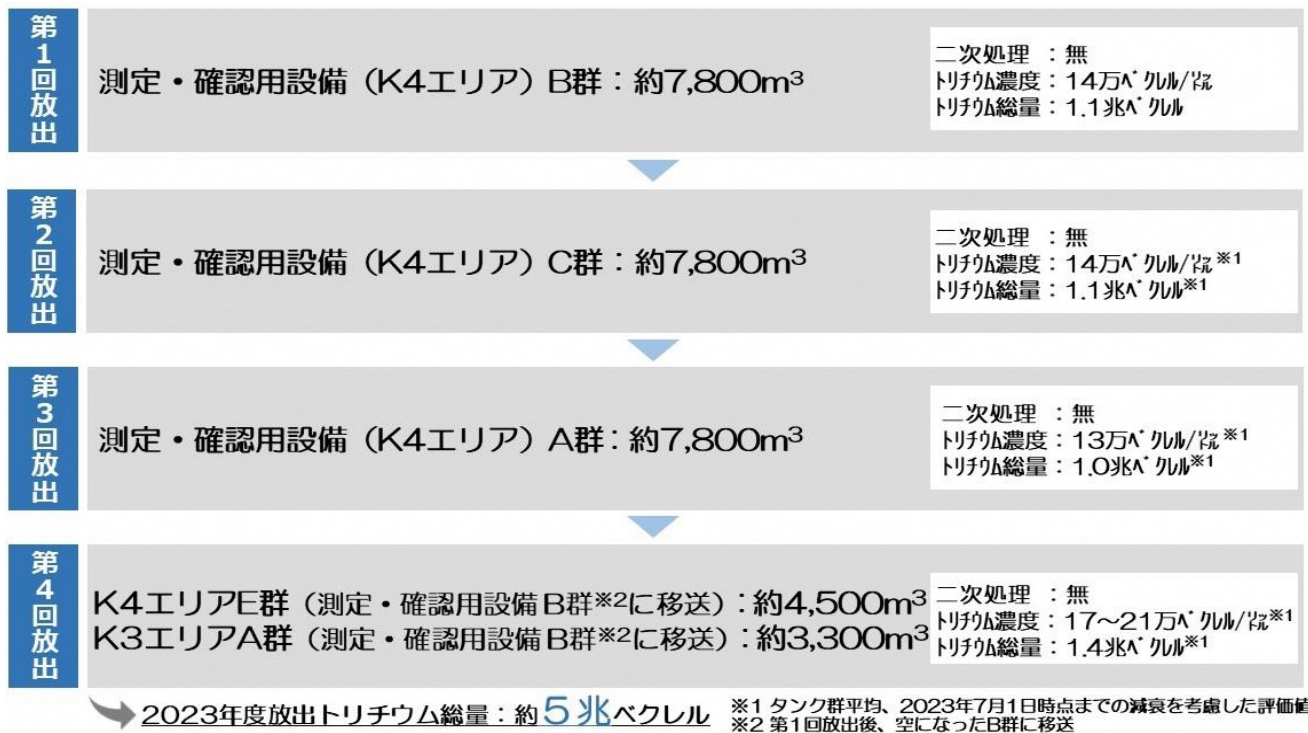 第1回放出
測定・確認用設備（K4エリア）B群：約7,800m³
二次処理 ：無
ﾄﾘﾁｳﾑ濃度：14万ﾍﾞｸﾚﾙ/㍑
ﾄﾘﾁｳﾑ総量：1.1兆ﾍﾞｸﾚﾙ
第2回放出
測定・確認用設備（K4エリア）C群：約7,800m³
二次処理 ：無
ﾄﾘﾁｳﾑ濃度：14万ﾍﾞｸﾚﾙ/㍑※1
ﾄﾘﾁｳﾑ総量：1.1兆ﾍﾞｸﾚﾙ※1
第3回放出
測定・確認用設備（K4エリア）A群：約7,800m³
二次処理 ：無
ﾄﾘﾁｳﾑ濃度：13万ﾍﾞｸﾚﾙ/㍑※1
ﾄﾘﾁｳﾑ総量：1.0兆ﾍﾞｸﾚﾙ※1
第4回放出
K4エリアE群（測定・確認用設備B群※2に移送）：約4,500m³
K3エリアA群（測定・確認用設備B群※2に移送）：約3,300m³
二次処理 ：無
ﾄﾘﾁｳﾑ濃度：17～21万ﾍﾞｸﾚﾙ/㍑※1
ﾄﾘﾁｳﾑ総量：1.4兆ﾍﾞｸﾚﾙ※1
2023年度放出トリチウム総量：約5兆ベクレル
※1 タンク群平均、2023年7月1日時点までの減衰を考慮した評価値
※2 第1回放出後、空になったB群に移送